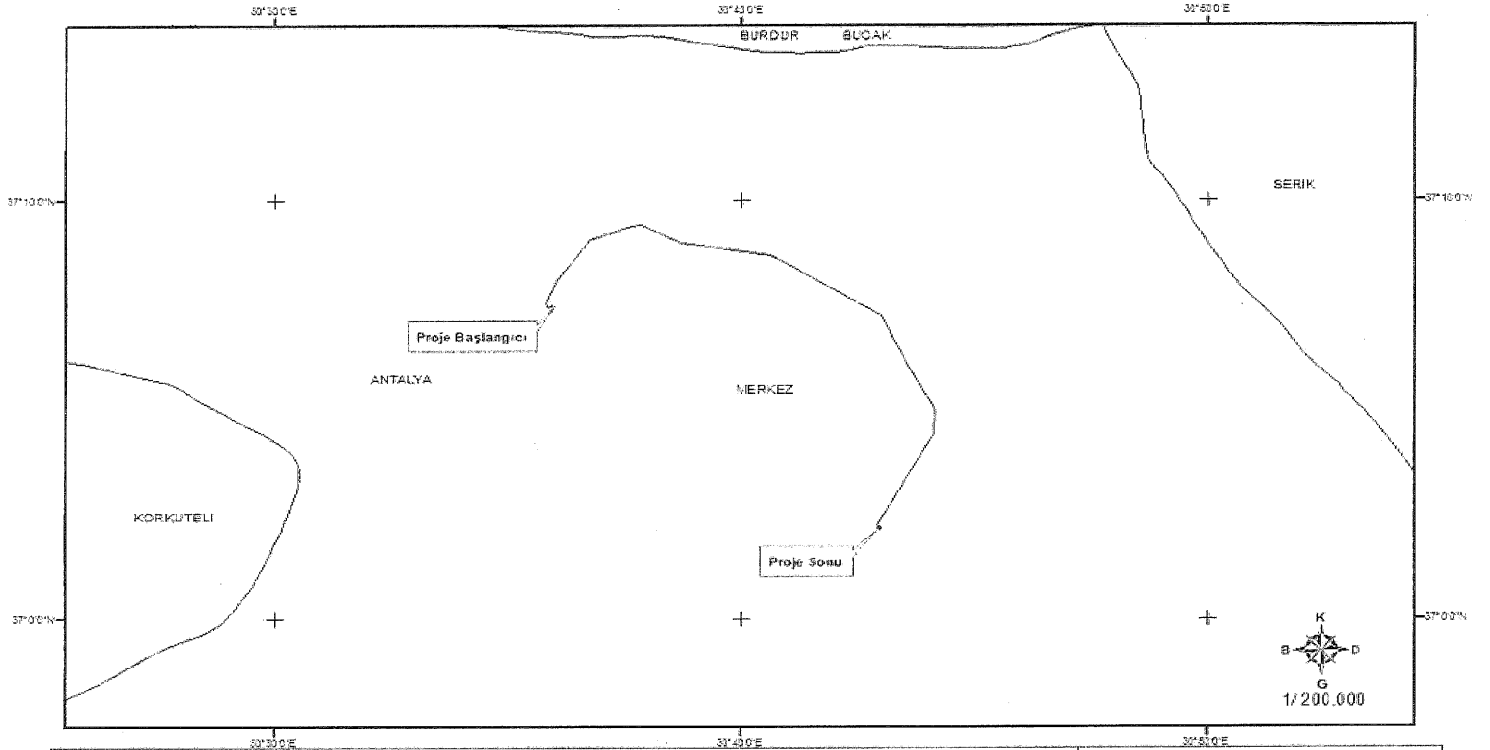 30°30'0"E 30°40'0"E 30°50'0"E
BURDUR BUCAK
SERIK
37°10'0"N 37°10'0"N
Proje Başlangıcı
ANTALYA
MERKEZ
KORKUTELI
Proje Sonu
37°0'0"N 37°0'0"N
K
B D
G
1/ 200.000
30°30'0"E 30°40'0"E 30°50'0"E